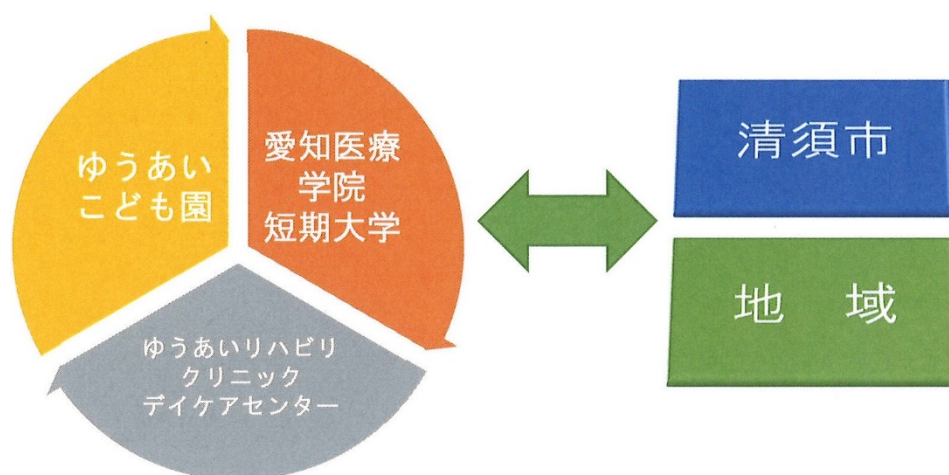 ゆうあい
こども園
愛知医療
学院
短期大学
ゆうあいリハビリ
クリニック
デイケアセンター
清須市
地　域